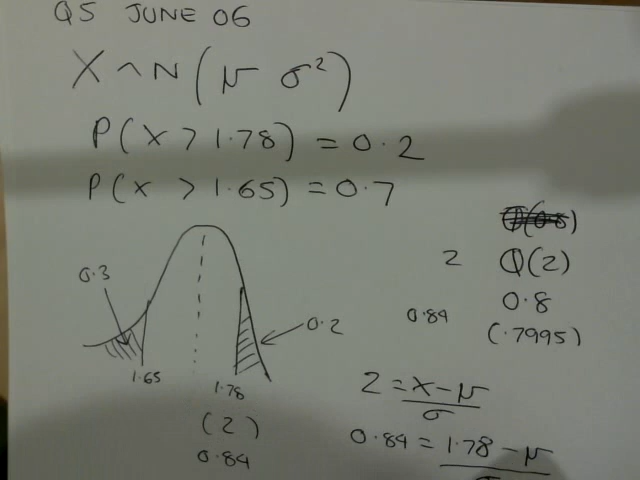 Q5 JUNE 06
X ~ N(μ σ²)
P(X > 1.78) = 0.2
P(X > 1.65) = 0.7
0.3
0.2
1.65
1.78
(Z)
0.84
Z Φ(Z)
0.84 0.8
(.7995)
Z = X - μ / σ
0.84 = 1.78 - μ / σ